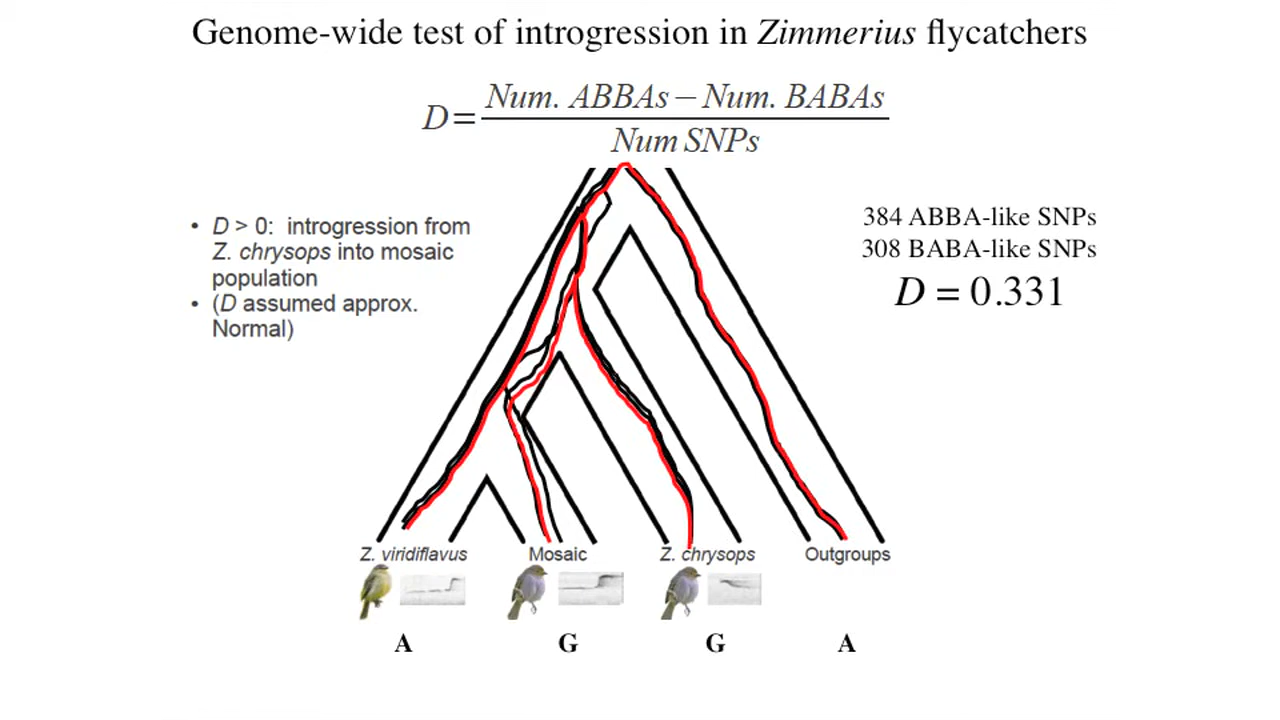 Genome-wide test of introgression in Zimmerius flycatchers
D = Num. ABBAs − Num. BABAs
Num SNPs
• D > 0: introgression from
Z. chrysops into mosaic
population
• (D assumed approx.
Normal)
384 ABBA-like SNPs
308 BABA-like SNPs
D = 0.331
Z. viridiflavus Mosaic Z. chrysops Outgroups
A G G A